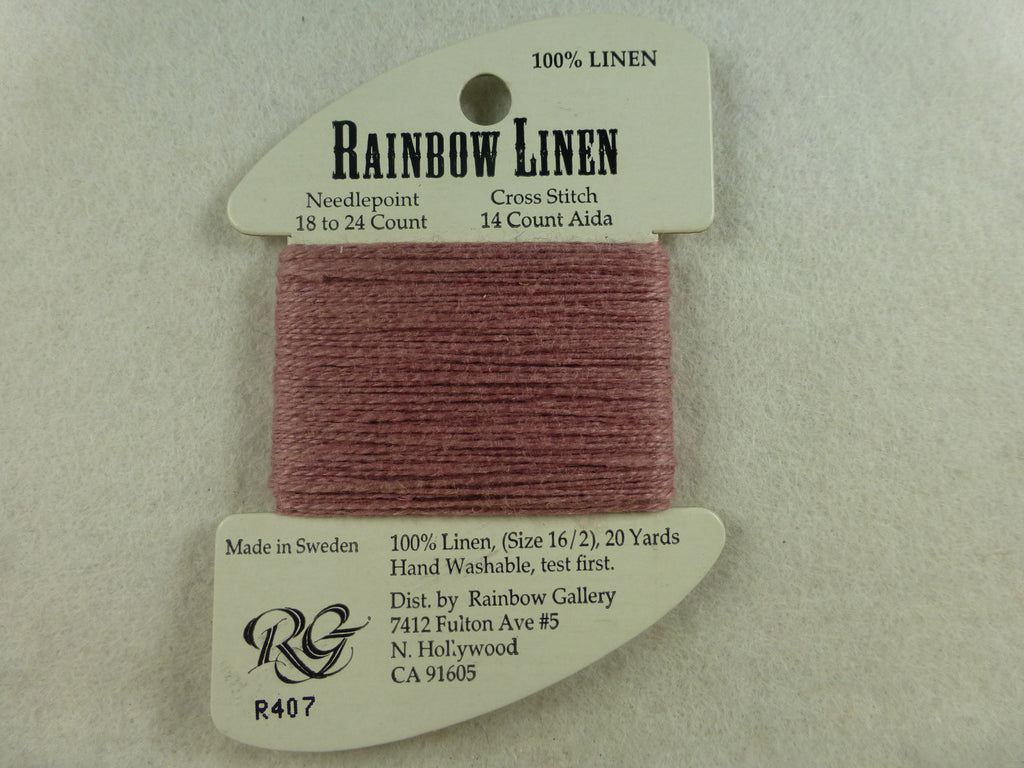 100% LINEN
RAINBOW LINEN
Needlepoint
18 to 24 Count
Cross Stitch
14 Count Aida
Made in Sweden
100% Linen, (Size 16/2), 20 Yards
Hand Washable, test first.
Dist. by Rainbow Gallery
7412 Fulton Ave #5
N. Hollywood
CA 91605
RG
R407